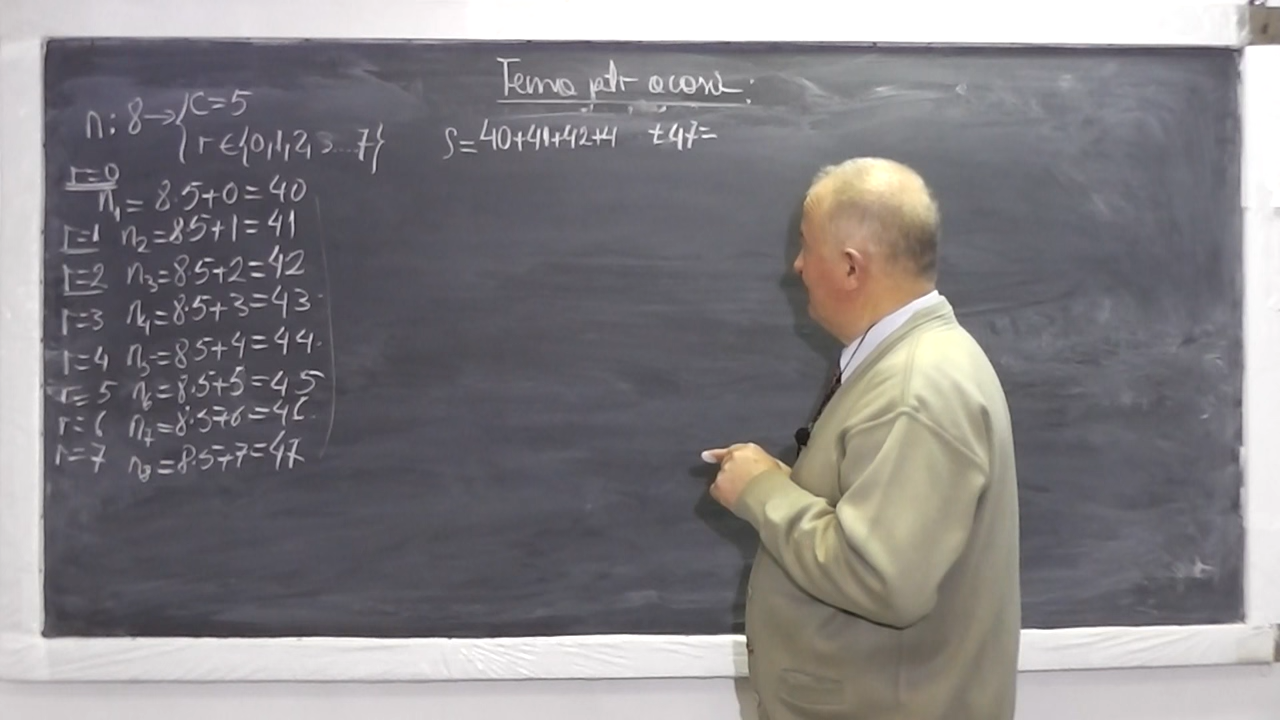 Tema ptr acasă:
n: 8→{C=5
{r∈{0,1,2,3...7}
S=40+41+42+4 +47=
r=0
n₁= 8·5+0=40
r=1 n₂=8·5+1=41
r=2 n₃=8·5+2=42
r=3 n₄=8·5+3=43
r=4 n₅=8·5+4=44
r=5 n₆=8·5+5=45
r=6 n₇=8·5+6=46
r=7 n₈=8·5+7=47